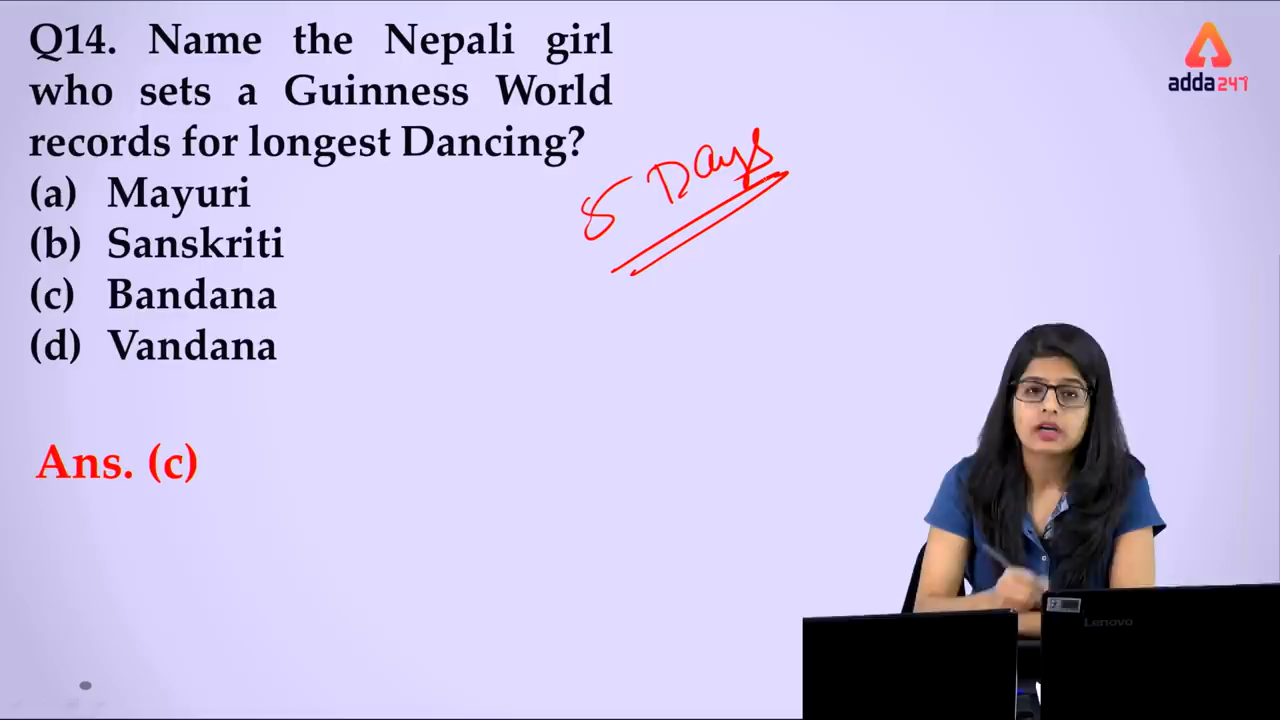 Q14. Name the Nepali girl
who sets a Guinness World
records for longest Dancing?
(a) Mayuri
(b) Sanskriti
(c) Bandana
(d) Vandana
Ans. (c)
5 Days
adda247
Lenovo